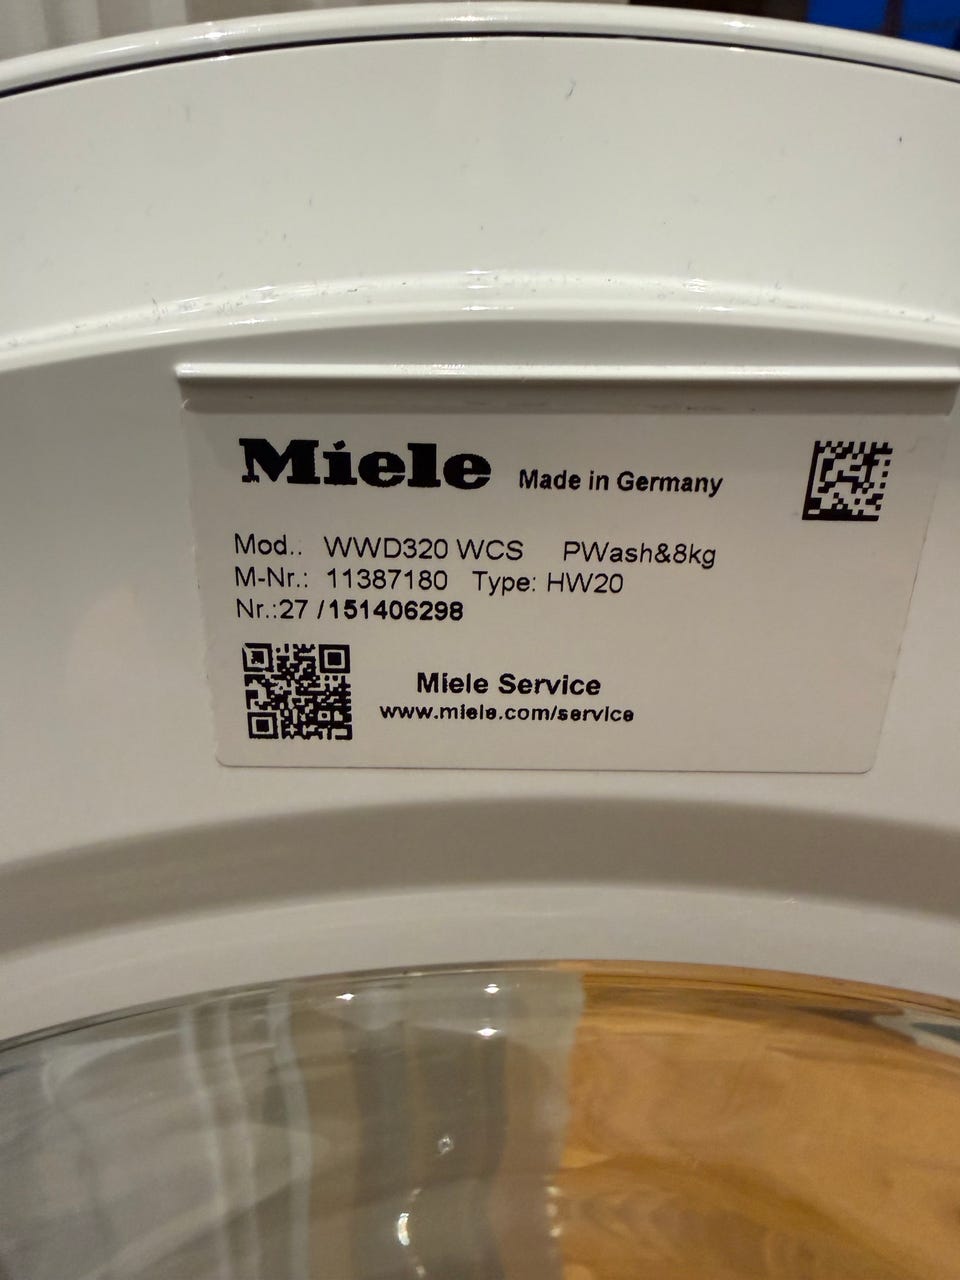 Miele Made in Germany
Mod.: WWD320 WCS PWash&8kg
M-Nr.: 11387180 Type: HW20
Nr.:27 /151406298
Miele Service
www.miele.com/service